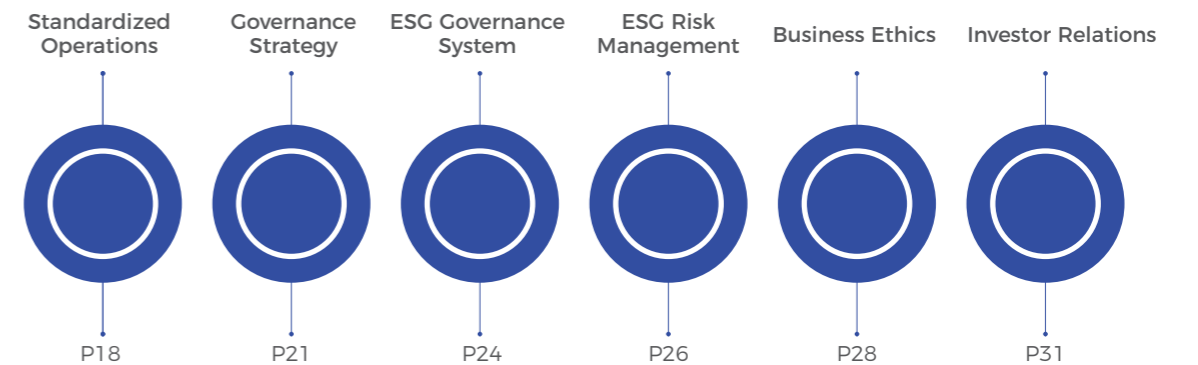 Standardized
Operations
Governance
Strategy
ESG Governance
System
ESG Risk
Management
Business Ethics
Investor Relations
P18
P21
P24
P26
P28
P31